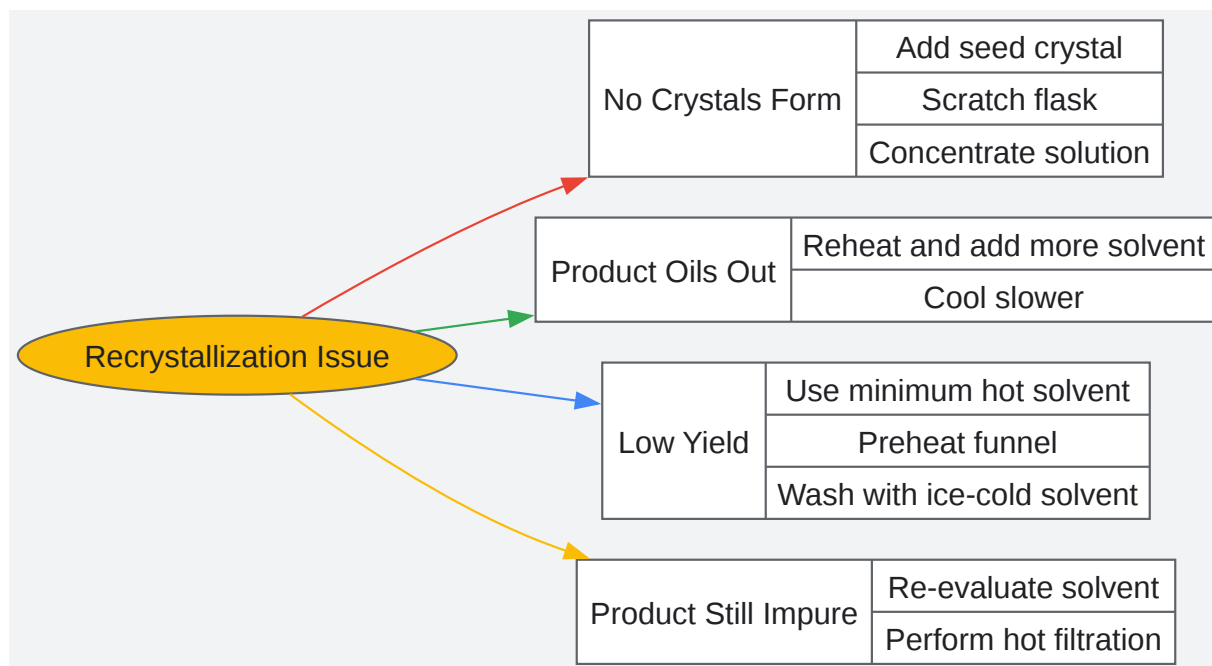 Recrystallization Issue
No Crystals Form
Add seed crystal
Scratch flask
Concentrate solution
Product Oils Out
Reheat and add more solvent
Cool slower
Low Yield
Use minimum hot solvent
Preheat funnel
Wash with ice-cold solvent
Product Still Impure
Re-evaluate solvent
Perform hot filtration